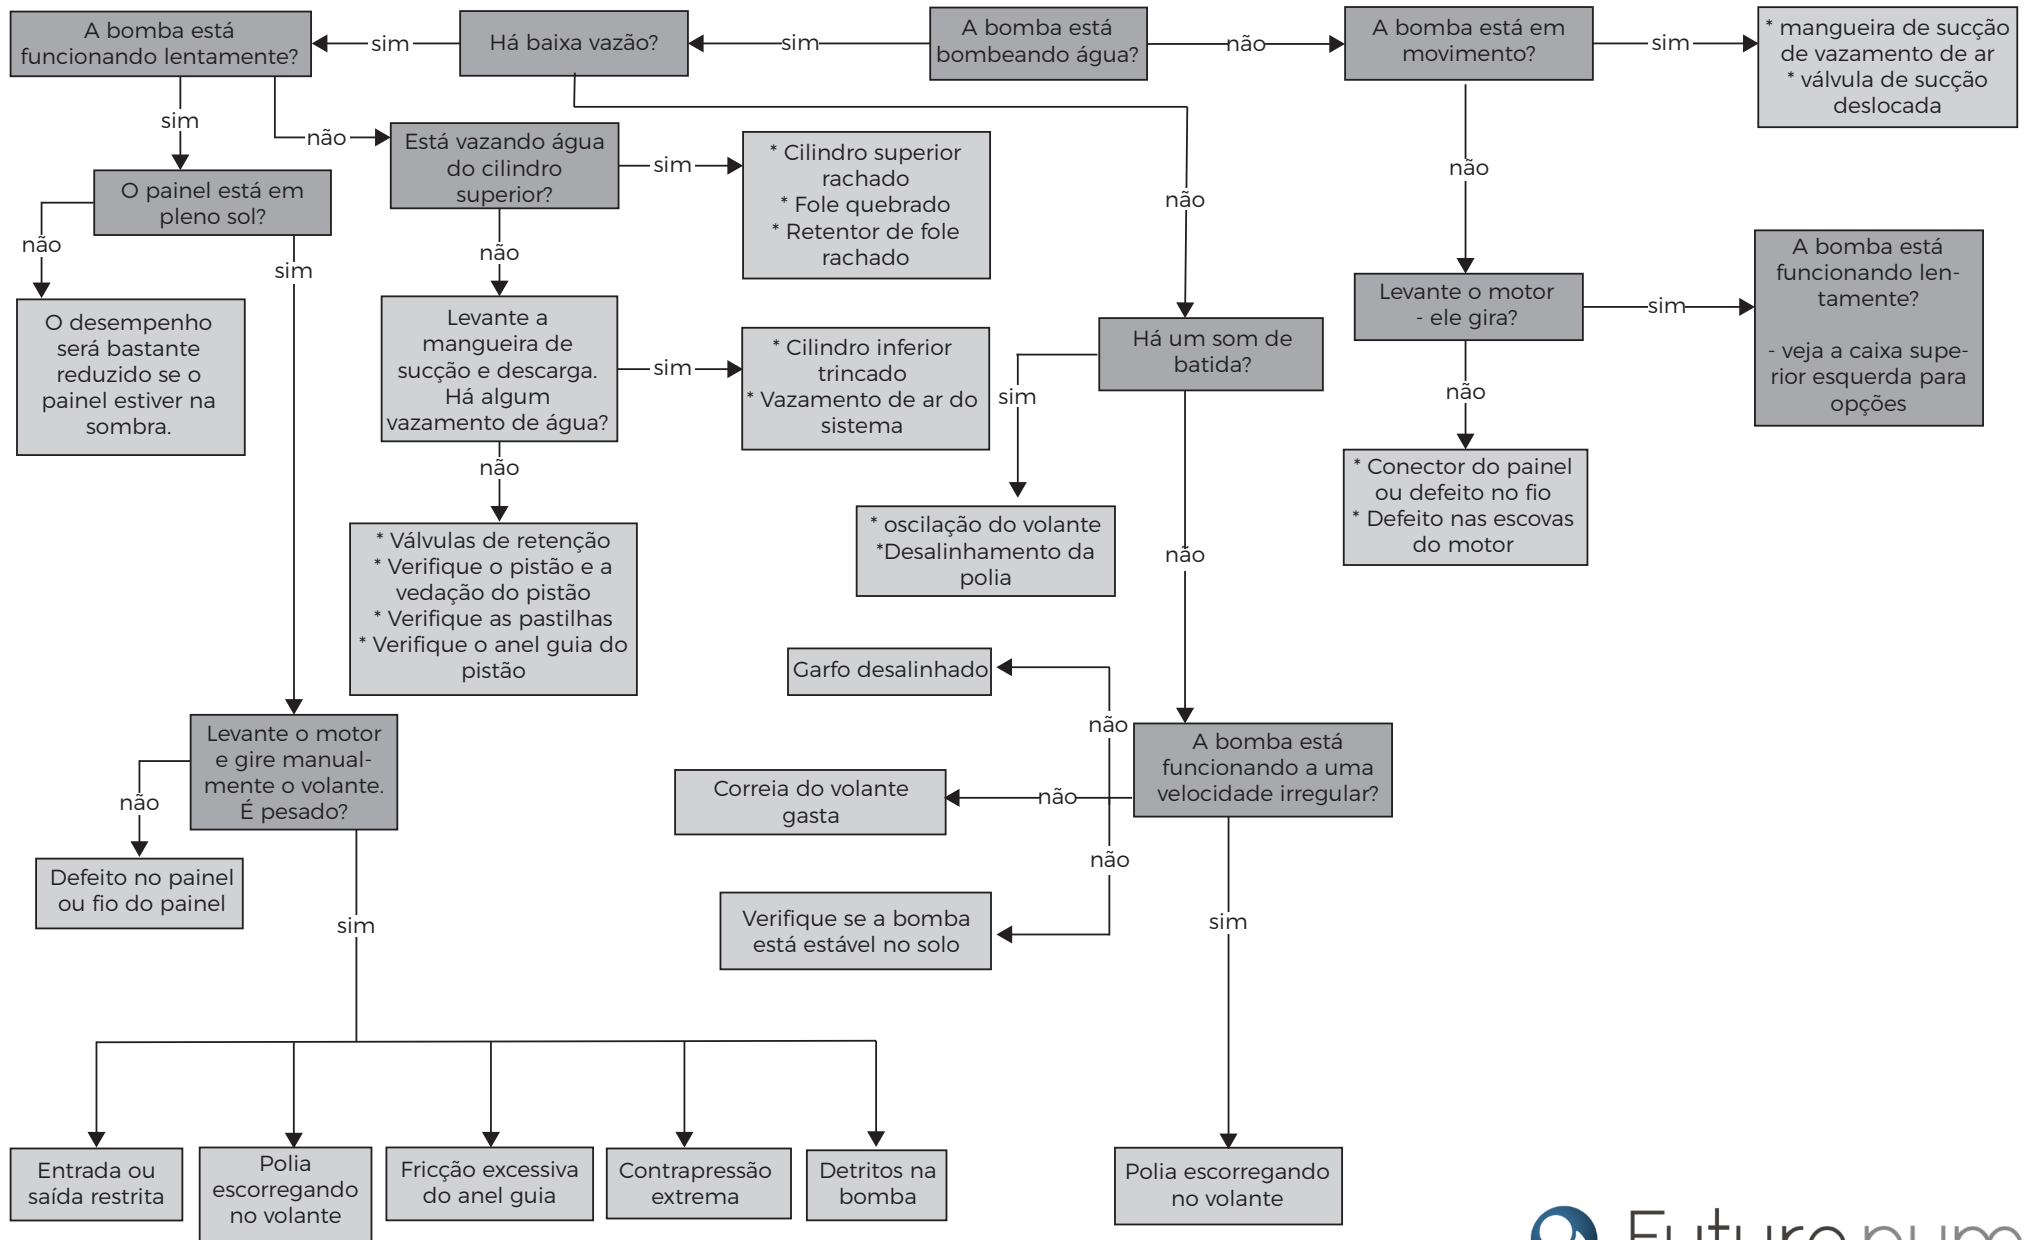 A bomba está
funcionando lentamente?
sim
Há baixa vazão?
sim
A bomba está
bombeando água?
não
A bomba está em
movimento?
sim
* mangueira de sucção
de vazamento de ar
* válvula de sucção
deslocada
sim
não
Está vazando água
do cilindro
superior?
sim
* Cilindro superior
rachado
* Fole quebrado
* Retentor de fole
rachado
não
não
O painel está em
pleno sol?
não
sim
não
O desempenho
será bastante
reduzido se o
painel estiver na
sombra.
Levante a
mangueira de
sucção e descarga.
Há algum
vazamento de água?
sim
* Cilindro inferior
trincado
* Vazamento de ar do
sistema
Há um som de
batida?
sim
Levante o motor
- ele gira?
sim
A bomba está
funcionando len-
tamente?
- veja a caixa supe-
rior esquerda para
opções
não
não
* Conector do painel
ou defeito no fio
* Defeito nas escovas
do motor
* Válvulas de retenção
* Verifique o pistão e a
vedação do pistão
* Verifique as pastilhas
* Verifique o anel guia do
pistão
* oscilação do volante
*Desalinhamento da
polia
não
Garfo desalinhado
não
Levante o motor
e gire manual-
mente o volante.
É pesado?
não
Correia do volante
gasta
não
A bomba está
funcionando a uma
velocidade irregular?
não
Defeito no painel
ou fio do painel
sim
Verifique se a bomba
está estável no solo
sim
Entrada ou
saída restrita
Polia
escorregando
no volante
Fricção excessiva
do anel guia
Contrapressão
extrema
Detritos na
bomba
Polia escorregando
no volante